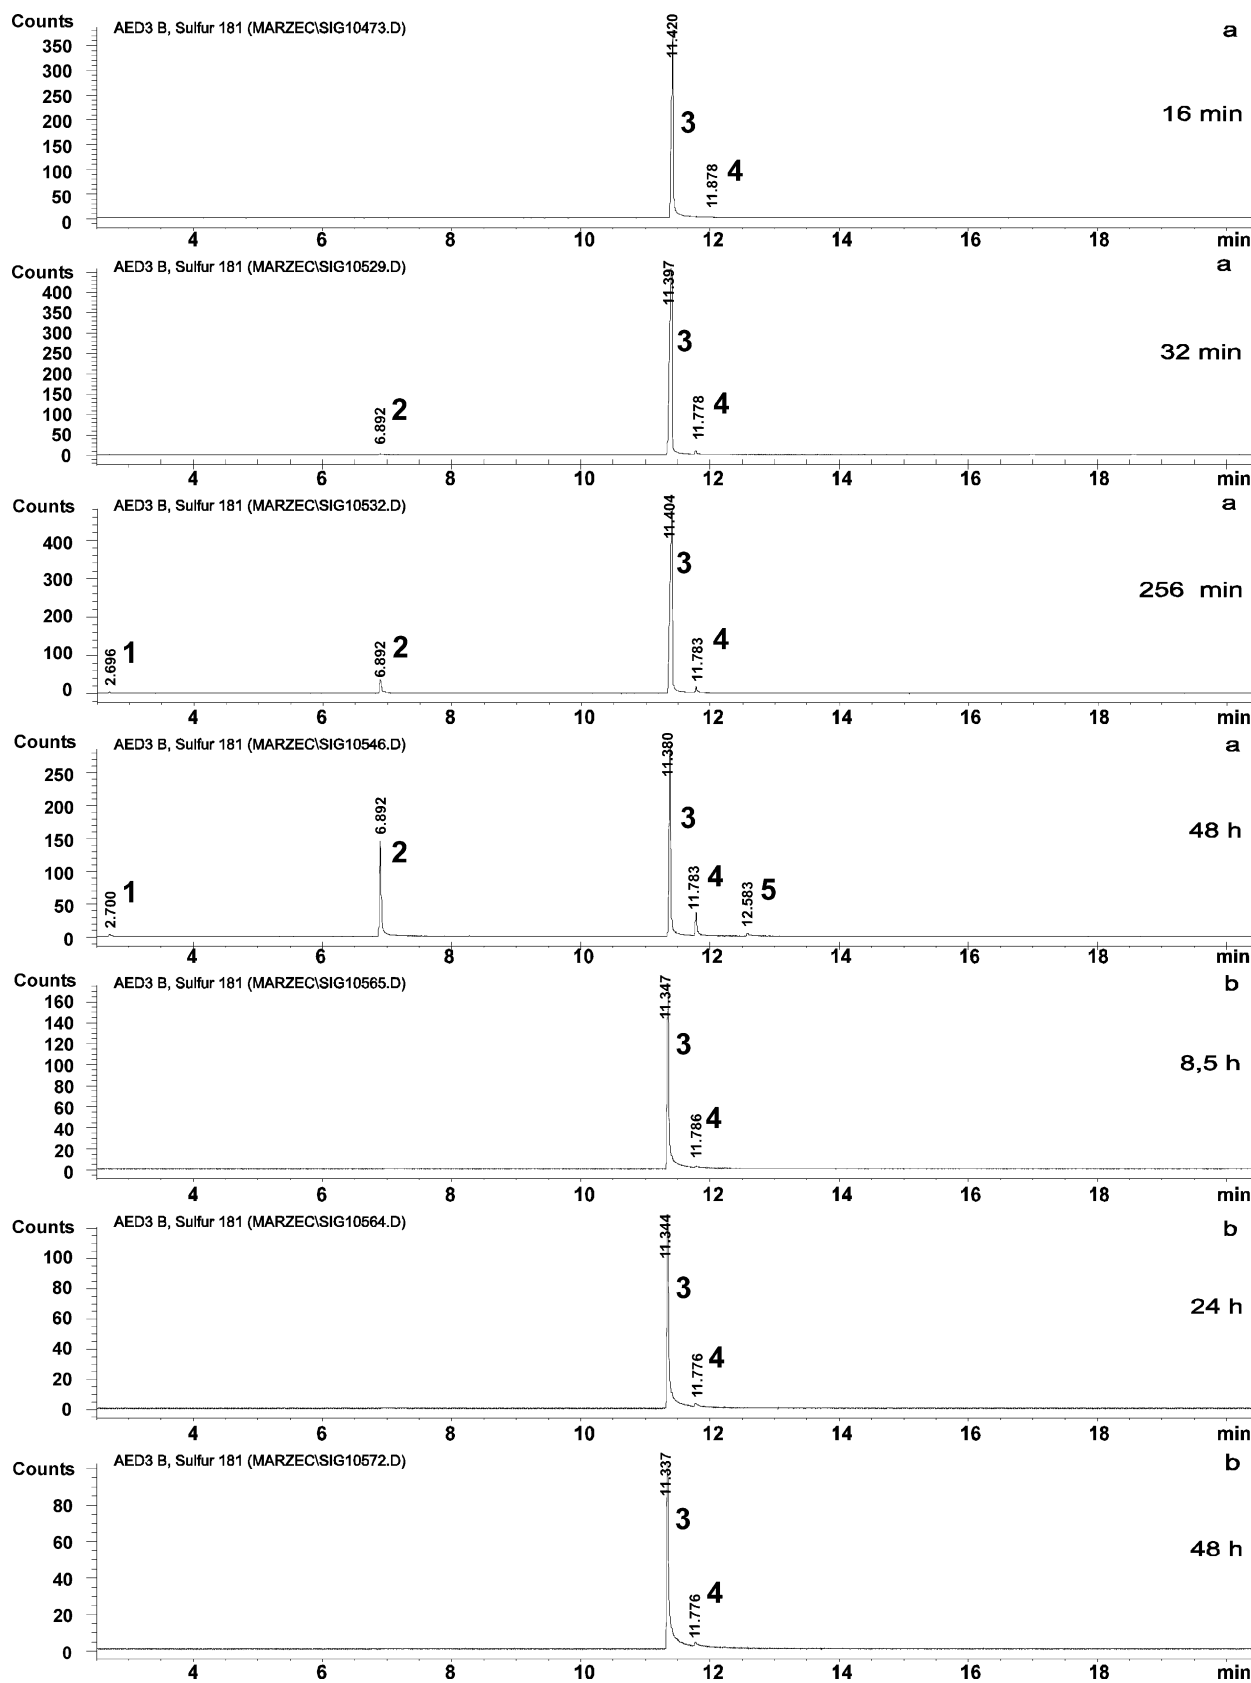 Counts AED3 B, Sulfur 181 (MARZEC\SIG10473.D) 11.420 a
350
300
250
200 3 16 min
150
100 11.878 4
50
0
4 6 8 10 12 14 16 18 min
Counts AED3 B, Sulfur 181 (MARZEC\SIG10529.D) 11.397 a
400
350
300
250 3 32 min
200
150
100 6.892 2 11.778 4
50
0
4 6 8 10 12 14 16 18 min
Counts AED3 B, Sulfur 181 (MARZEC\SIG10532.D) 11.404 a
400
300 3 256 min
200
100 2.696 1 6.892 2 11.783 4
0
4 6 8 10 12 14 16 18 min
Counts AED3 B, Sulfur 181 (MARZEC\SIG10546.D) 11.380 a
250
200 6.892 3 48 h
150 2
100 11.783 4 12.583 5
50 2.700 1
0
4 6 8 10 12 14 16 18 min
Counts AED3 B, Sulfur 181 (MARZEC\SIG10565.D) 11.347 b
160
140
120 3
100 8,5 h
80
60 4
40 11.786
20
0
4 6 8 10 12 14 16 18 min
Counts AED3 B, Sulfur 181 (MARZEC\SIG10564.D) 11.344 b
100
80 3
60 24 h
40 11.776 4
20
0
4 6 8 10 12 14 16 18 min
Counts AED3 B, Sulfur 181 (MARZEC\SIG10572.D) 11.337 b
80 3
60 48 h
40 4
20 11.776
0
4 6 8 10 12 14 16 18 min